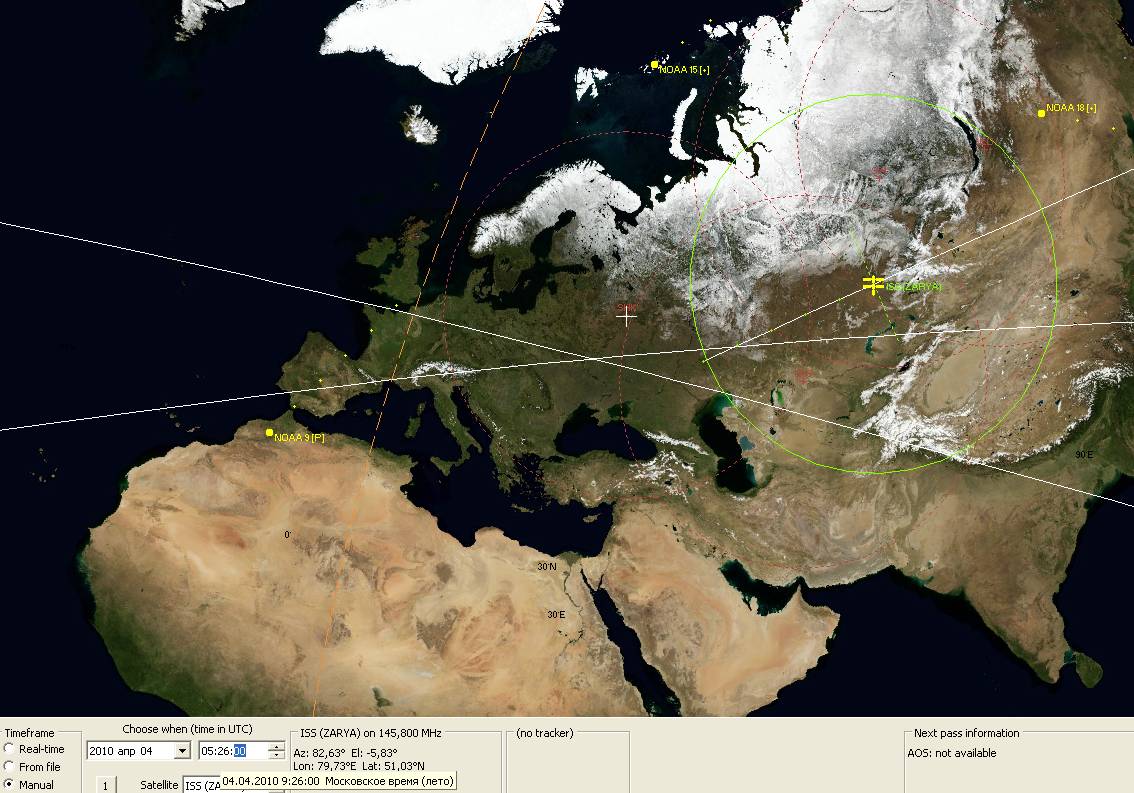 NOAA 15 [+]
NOAA 18 [+]
ISS (ZARYA)
NOAA 9 [P]
90'E
0'
30'N
30'E
Timeframe
Real-time
From file
Manual
Choose when (time in UTC)
2010 апр 04
05:26:00
1
Satellite
ISS (ZA
04.04.2010 9:26:00 Московское время (лето)
ISS (ZARYA) on 145,800 MHz
Az: 82,63° El: -5,83°
Lon: 79,73°E Lat: 51,03°N
(no tracker)
Next pass information
AOS: not available